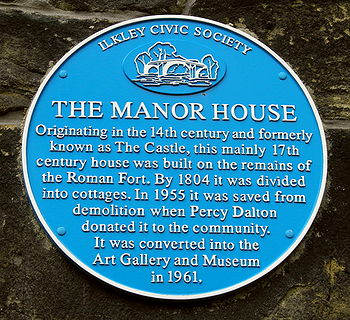 ILKLEY CIVIC SOCIETY
THE MANOR HOUSE
Originating in the 14th century and formerly
known as The Castle, this mainly 17th
century house was built on the remains of
the Roman Fort. By 1804 it was divided
into cottages. In 1955 it was saved from
demolition when Percy Dalton
donated it to the community.
It was converted into the
Art Gallery and Museum
in 1961.